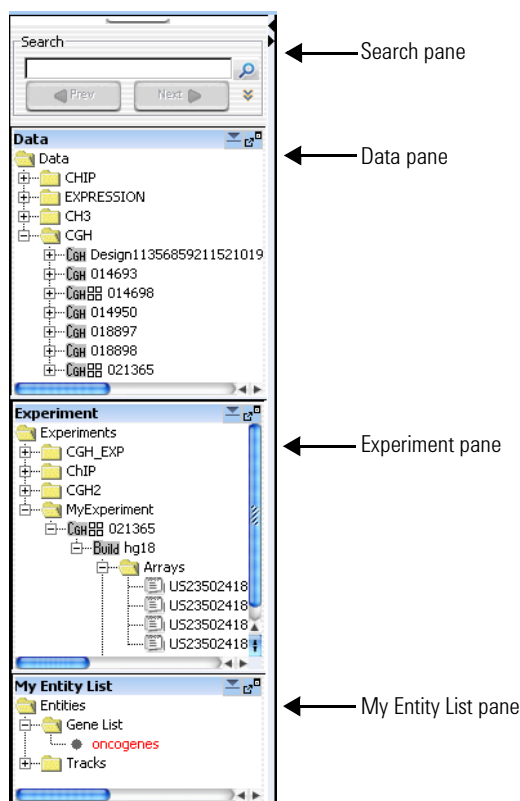 Search
Search pane
Prev
Next
Data
Data pane
Data
CHIP
EXPRESSION
CH3
CGH
CGH Design11356859211521019
CGH 014693
CGH 014698
CGH 014950
CGH 018897
CGH 018898
CGH 021365
Experiment
Experiment pane
Experiments
CGH_EXP
ChIP
CGH2
MyExperiment
CGH 021365
Build hg18
Arrays
US23502418
US23502418
US23502418
US23502418
My Entity List
My Entity List pane
Entities
Gene List
oncogenes
Tracks